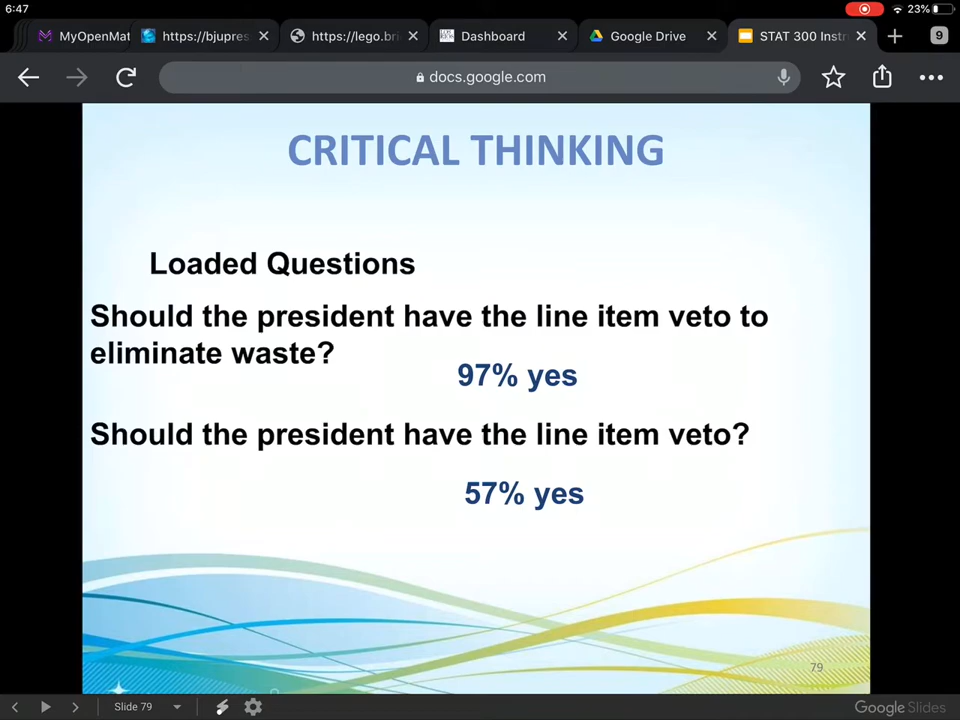 6:47
23%
MyOpenMat
https://bjupres
https://lego.bri
Dashboard
Google Drive
STAT 300 Instr
9
docs.google.com
CRITICAL THINKING
Loaded Questions
Should the president have the line item veto to
eliminate waste?
97% yes
Should the president have the line item veto?
57% yes
79
Slide 79
Google Slides